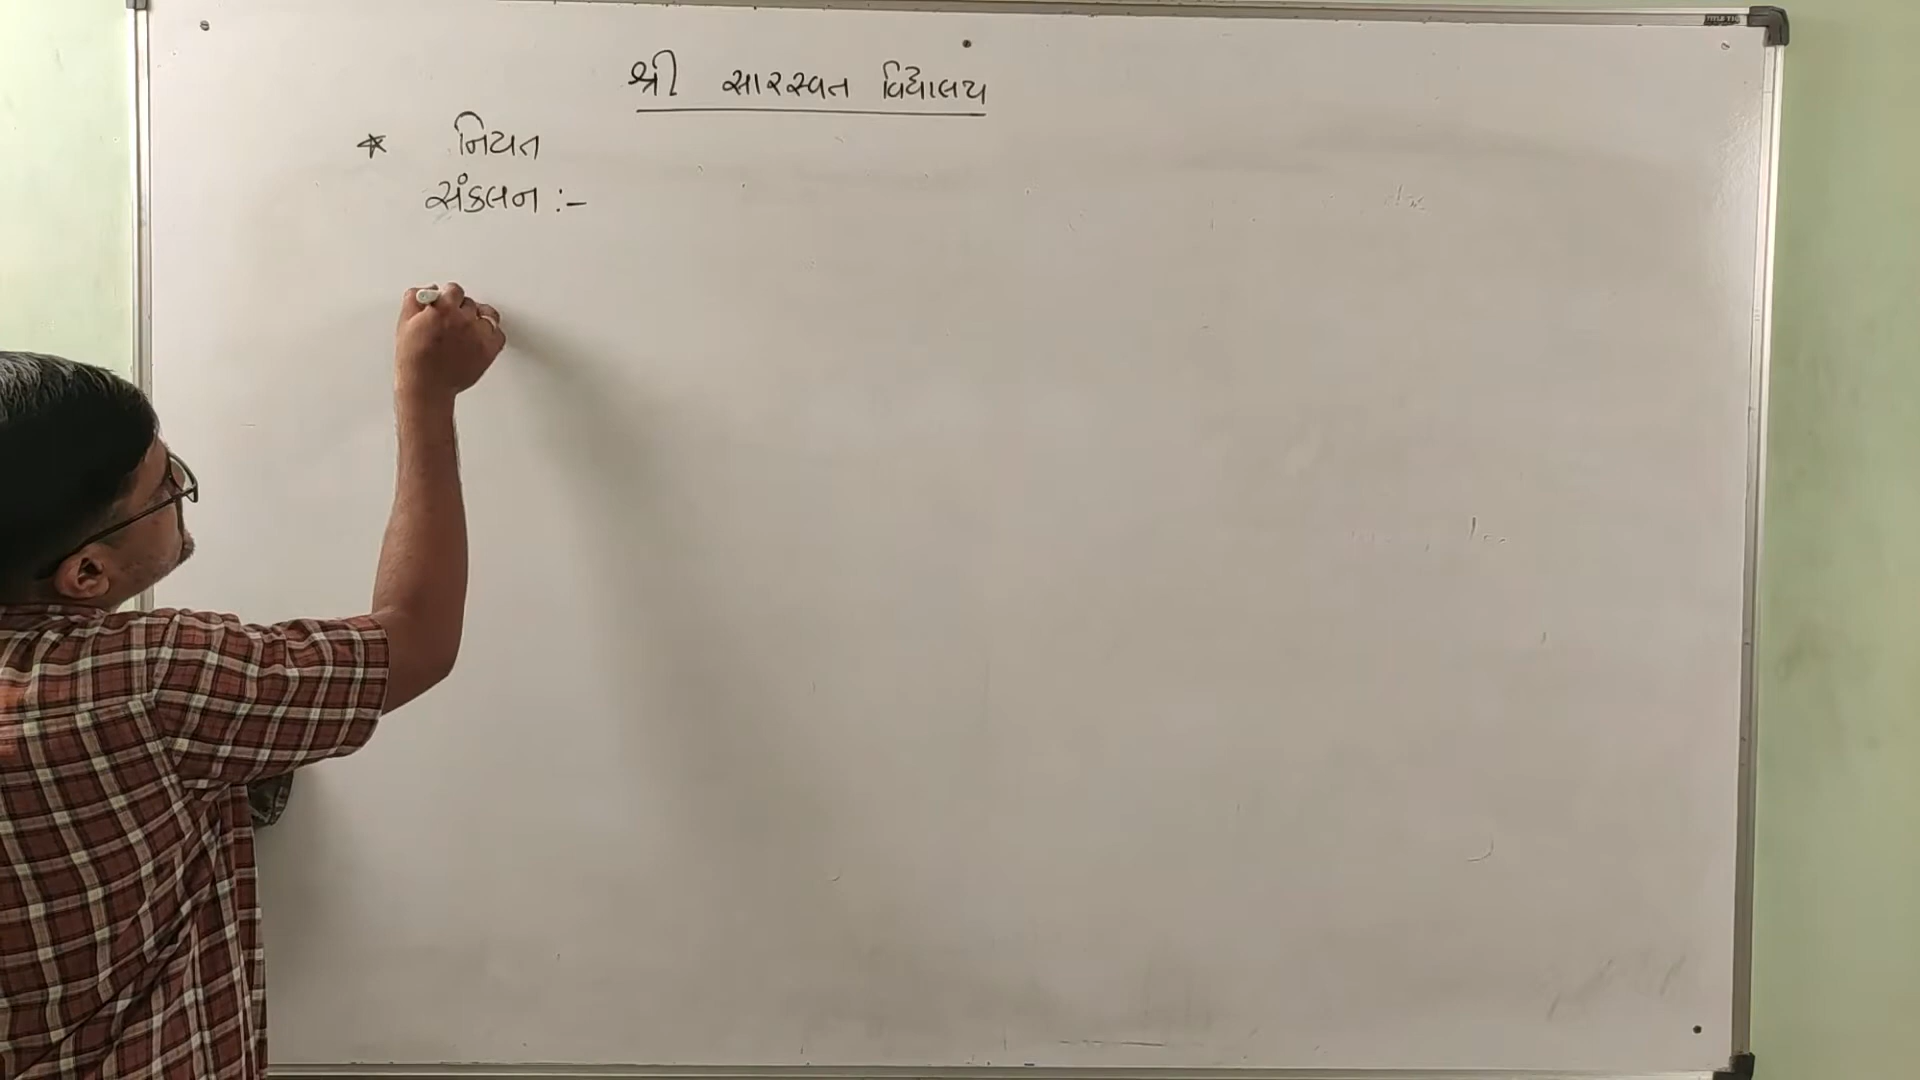 શ્રી સારસ્વત વિદ્યાલય
* નિયત
સંકલન :-